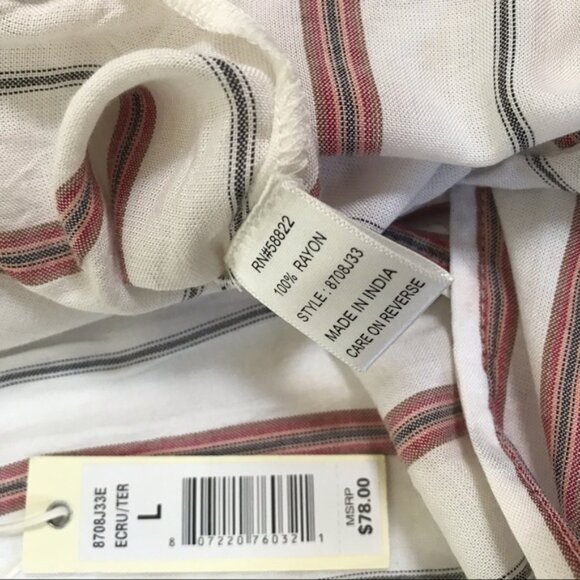 RN#58822
100% RAYON
STYLE : 8708J33
MADE IN INDIA
CARE ON REVERSE
8708J33E
ECRU/TER
L
8 07220 76032 1
MSRP
$78.00